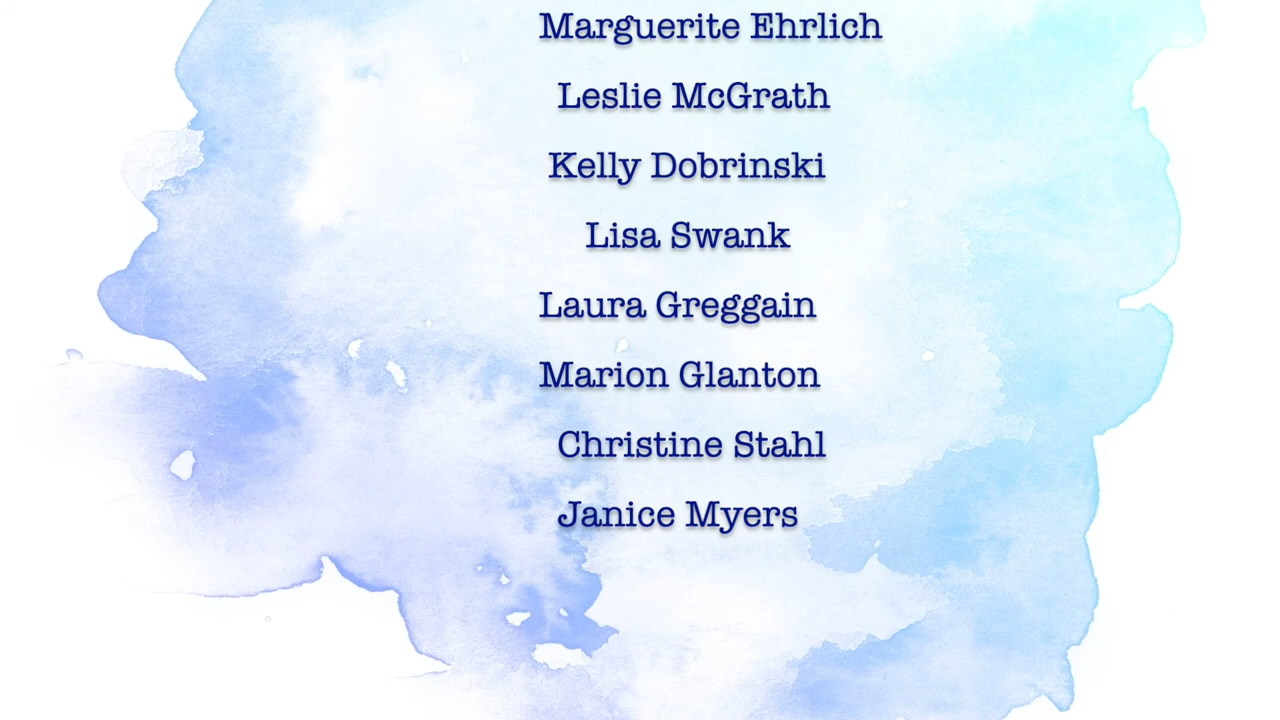 Marguerite Ehrlich
Leslie McGrath
Kelly Dobrinski
Lisa Swank
Laura Greggain
Marion Glanton
Christine Stahl
Janice Myers